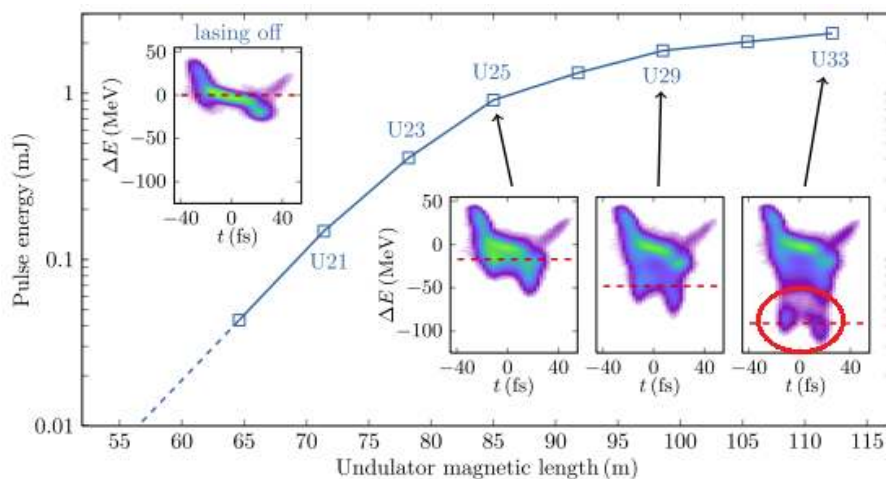 lasing off
50
0
−50
−100
ΔE (MeV)
−40 0 40
t (fs)
1
0.1
0.01
Pulse energy (mJ)
U21
U23
U25
U29
U33
50
0
−50
−100
ΔE (MeV)
−40 0 40
t (fs)
−40 0 40
t (fs)
−40 0 40
t (fs)
55 60 65 70 75 80 85 90 95 100 105 110 115
Undulator magnetic length (m)